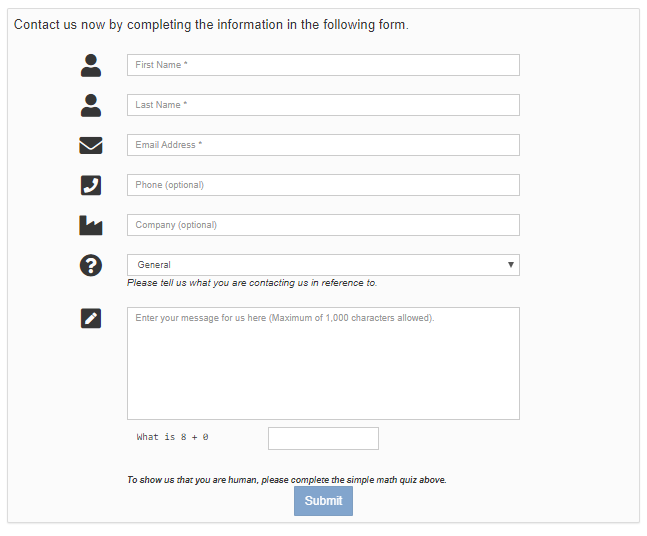 Contact us now by completing the information in the following form.
First Name *
Last Name *
Email Address *
Phone (optional)
Company (optional)
General
Please tell us what you are contacting us in reference to.
Enter your message for us here (Maximum of 1,000 characters allowed).
What is 8 + 0
To show us that you are human, please complete the simple math quiz above.
Submit